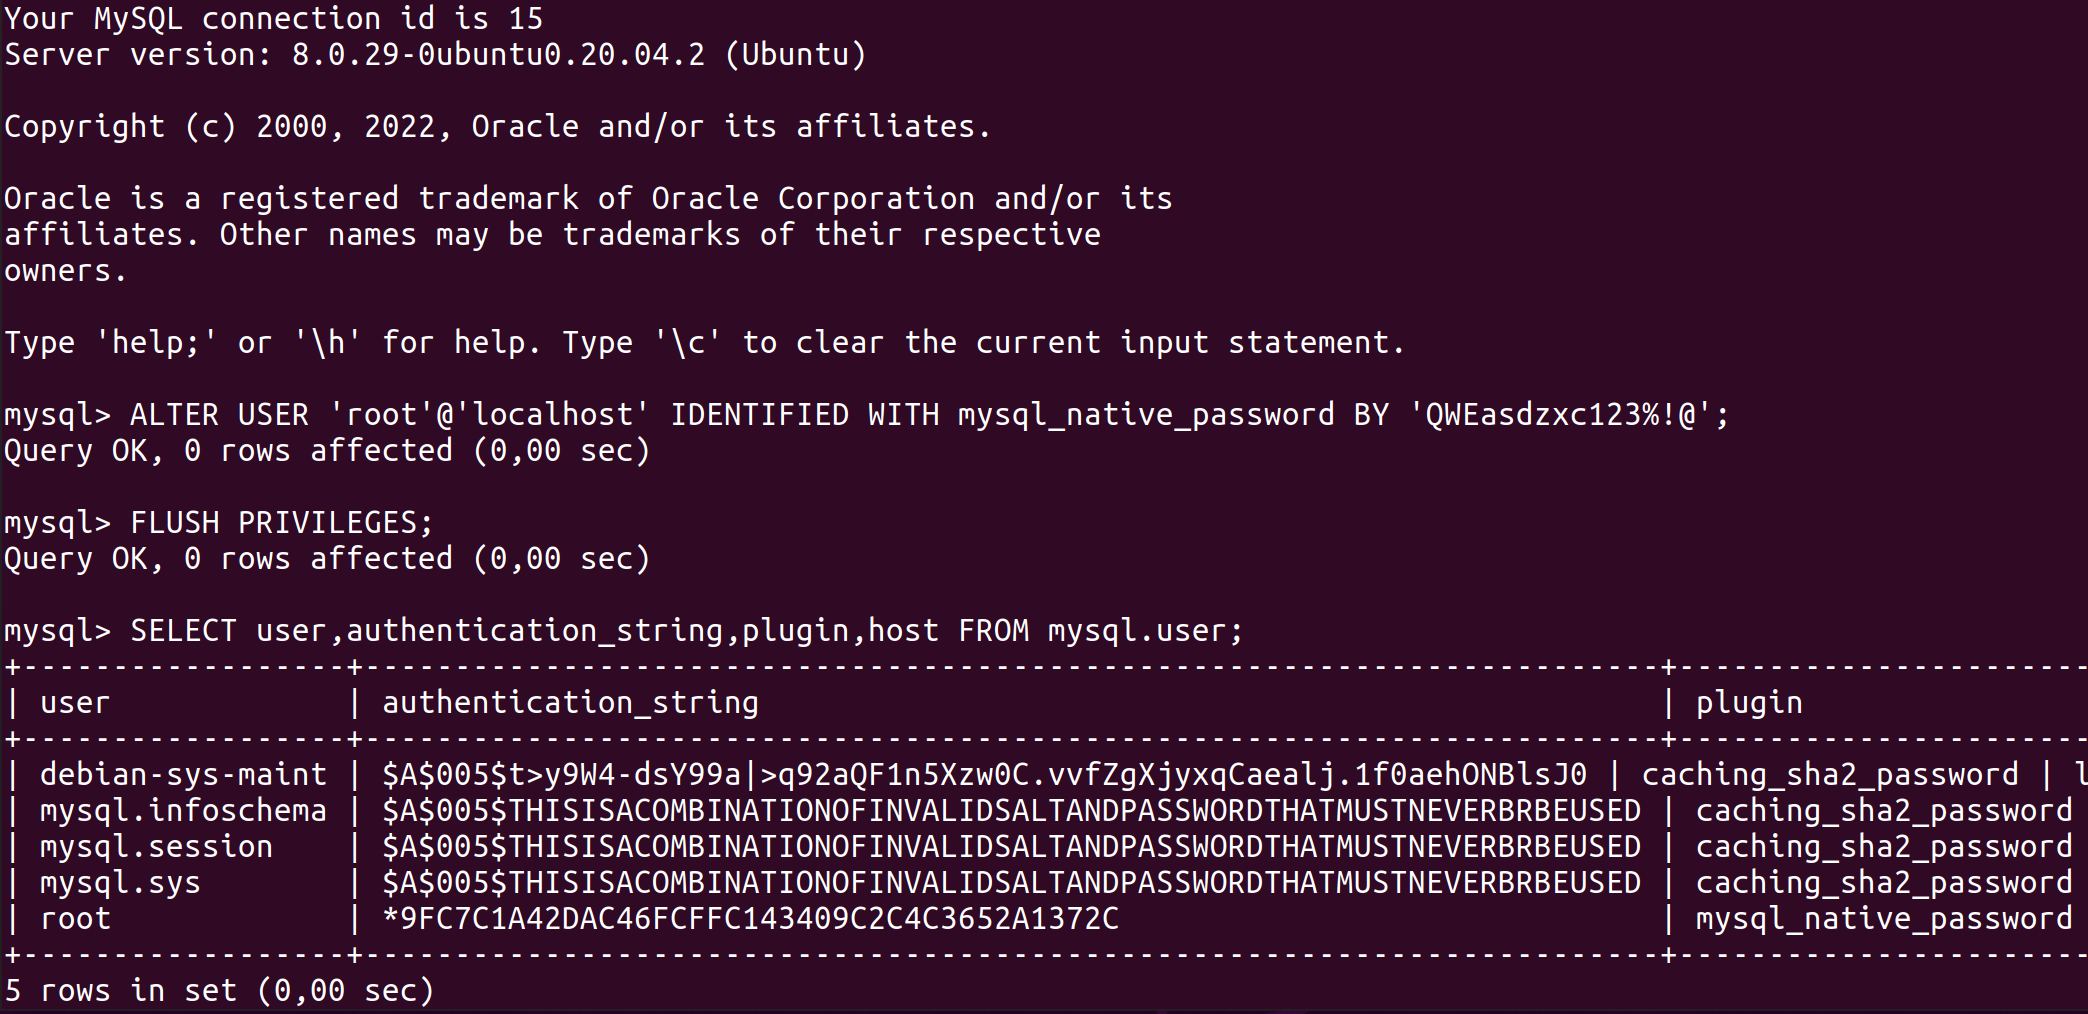 Your MySQL connection id is 15
Server version: 8.0.29-0ubuntu0.20.04.2 (Ubuntu)
Copyright (c) 2000, 2022, Oracle and/or its affiliates.
Oracle is a registered trademark of Oracle Corporation and/or its
affiliates. Other names may be trademarks of their respective
owners.
Type 'help;' or '\h' for help. Type '\c' to clear the current input statement.
mysql> ALTER USER 'root'@'localhost' IDENTIFIED WITH mysql_native_password BY 'QWEasdzxc123%!@';
Query OK, 0 rows affected (0,00 sec)
mysql> FLUSH PRIVILEGES;
Query OK, 0 rows affected (0,00 sec)
mysql> SELECT user,authentication_string,plugin,host FROM mysql.user;
+------------------+------------------------------------------------------------------------+-----------------------
| user             | authentication_string                                                  | plugin
+------------------+------------------------------------------------------------------------+-----------------------
| debian-sys-maint | $A$005$t>y9W4-dsY99a|>q92aQF1n5Xzw0C.vvfZgXjyxqCaealj.1f0aehONBlsJ0 | caching_sha2_password | l
| mysql.infoschema | $A$005$THISISACOMBINATIONOFINVALIDSALTANDPASSWORDTHATMUSTNEVERBRBEUSED | caching_sha2_password
| mysql.session    | $A$005$THISISACOMBINATIONOFINVALIDSALTANDPASSWORDTHATMUSTNEVERBRBEUSED | caching_sha2_password
| mysql.sys        | $A$005$THISISACOMBINATIONOFINVALIDSALTANDPASSWORDTHATMUSTNEVERBRBEUSED | caching_sha2_password
| root             | *9FC7C1A42DAC46FCFFC143409C2C4C3652A1372C                              | mysql_native_password
+------------------+------------------------------------------------------------------------+-----------------------
5 rows in set (0,00 sec)